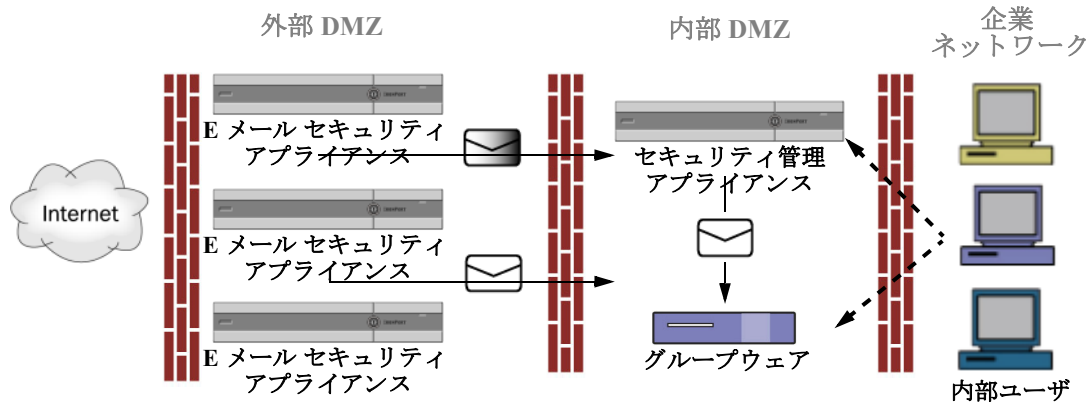 外部 DMZ
内部 DMZ
企業
ネットワーク
E メール セキュリティ
アプライアンス
セキュリティ管理
アプライアンス
Internet
E メール セキュリティ
アプライアンス
グループウェア
E メール セキュリティ
アプライアンス
内部ユーザ